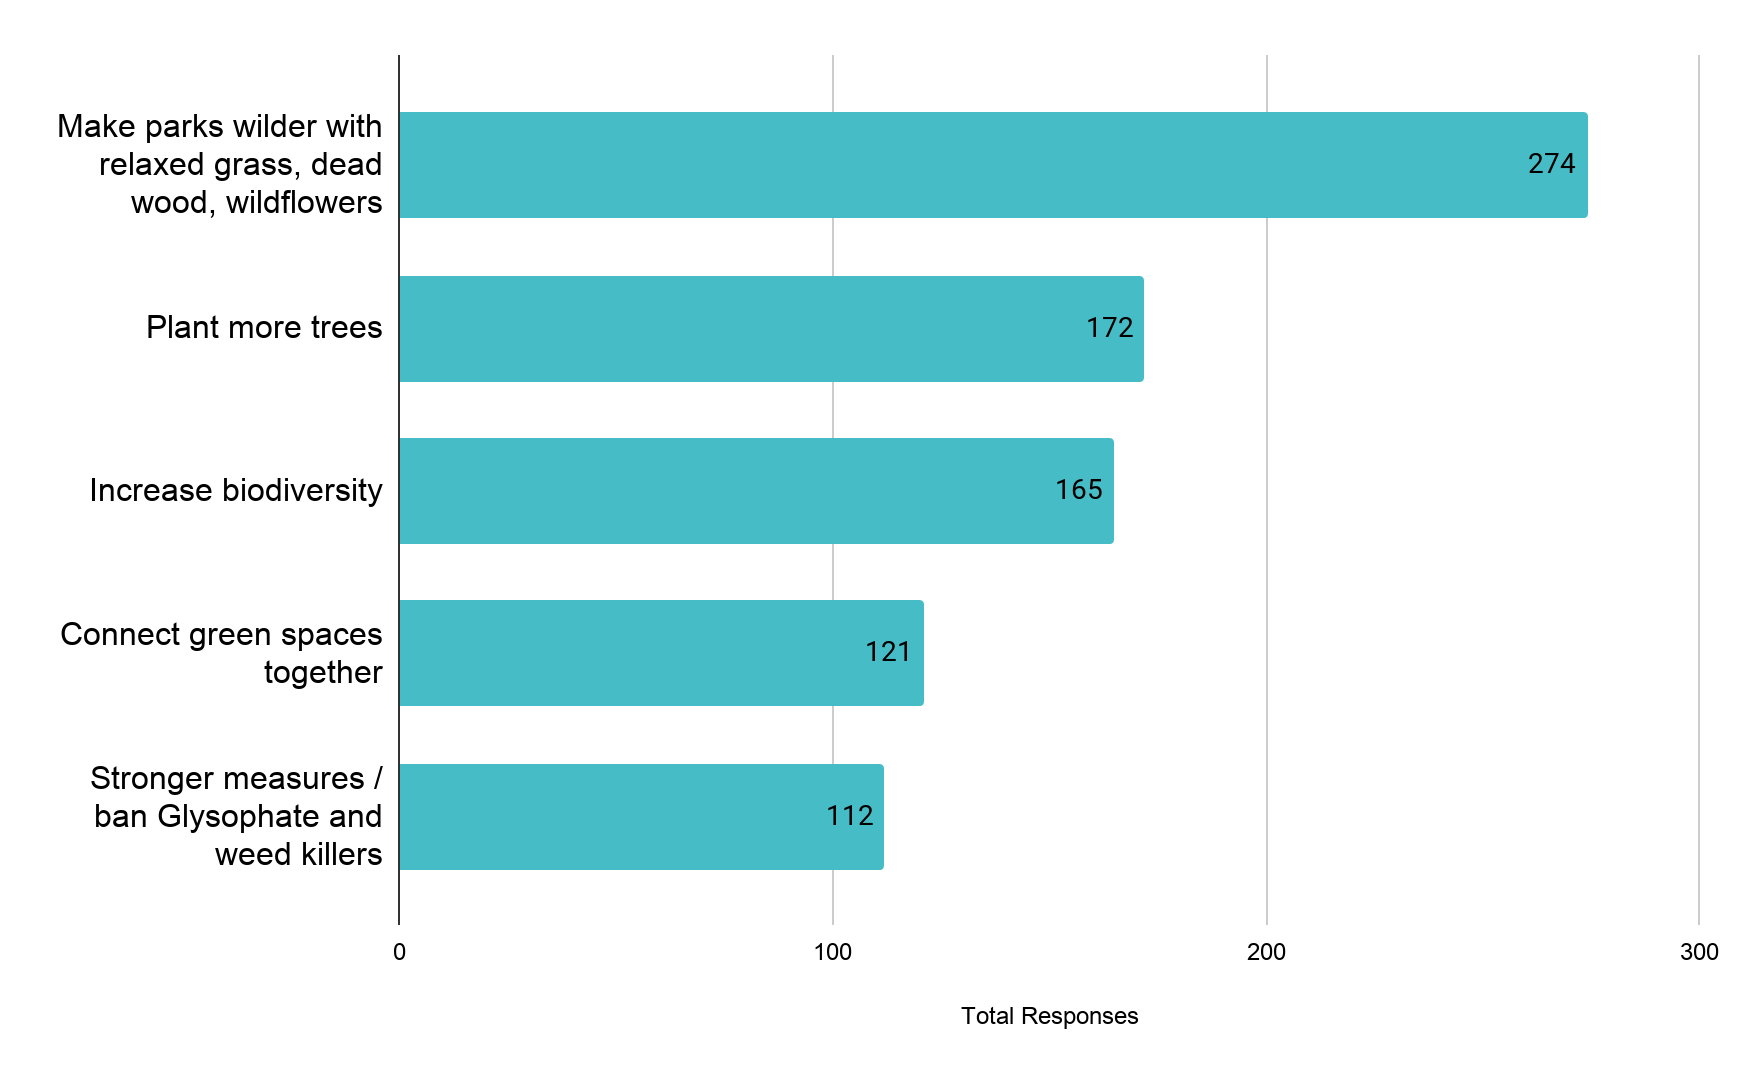 Make parks wilder with
relaxed grass, dead
wood, wildflowers
274
Plant more trees
172
Increase biodiversity
165
Connect green spaces
together
121
Stronger measures /
ban Glysophate and
weed killers
112
0 100 200 300
Total Responses